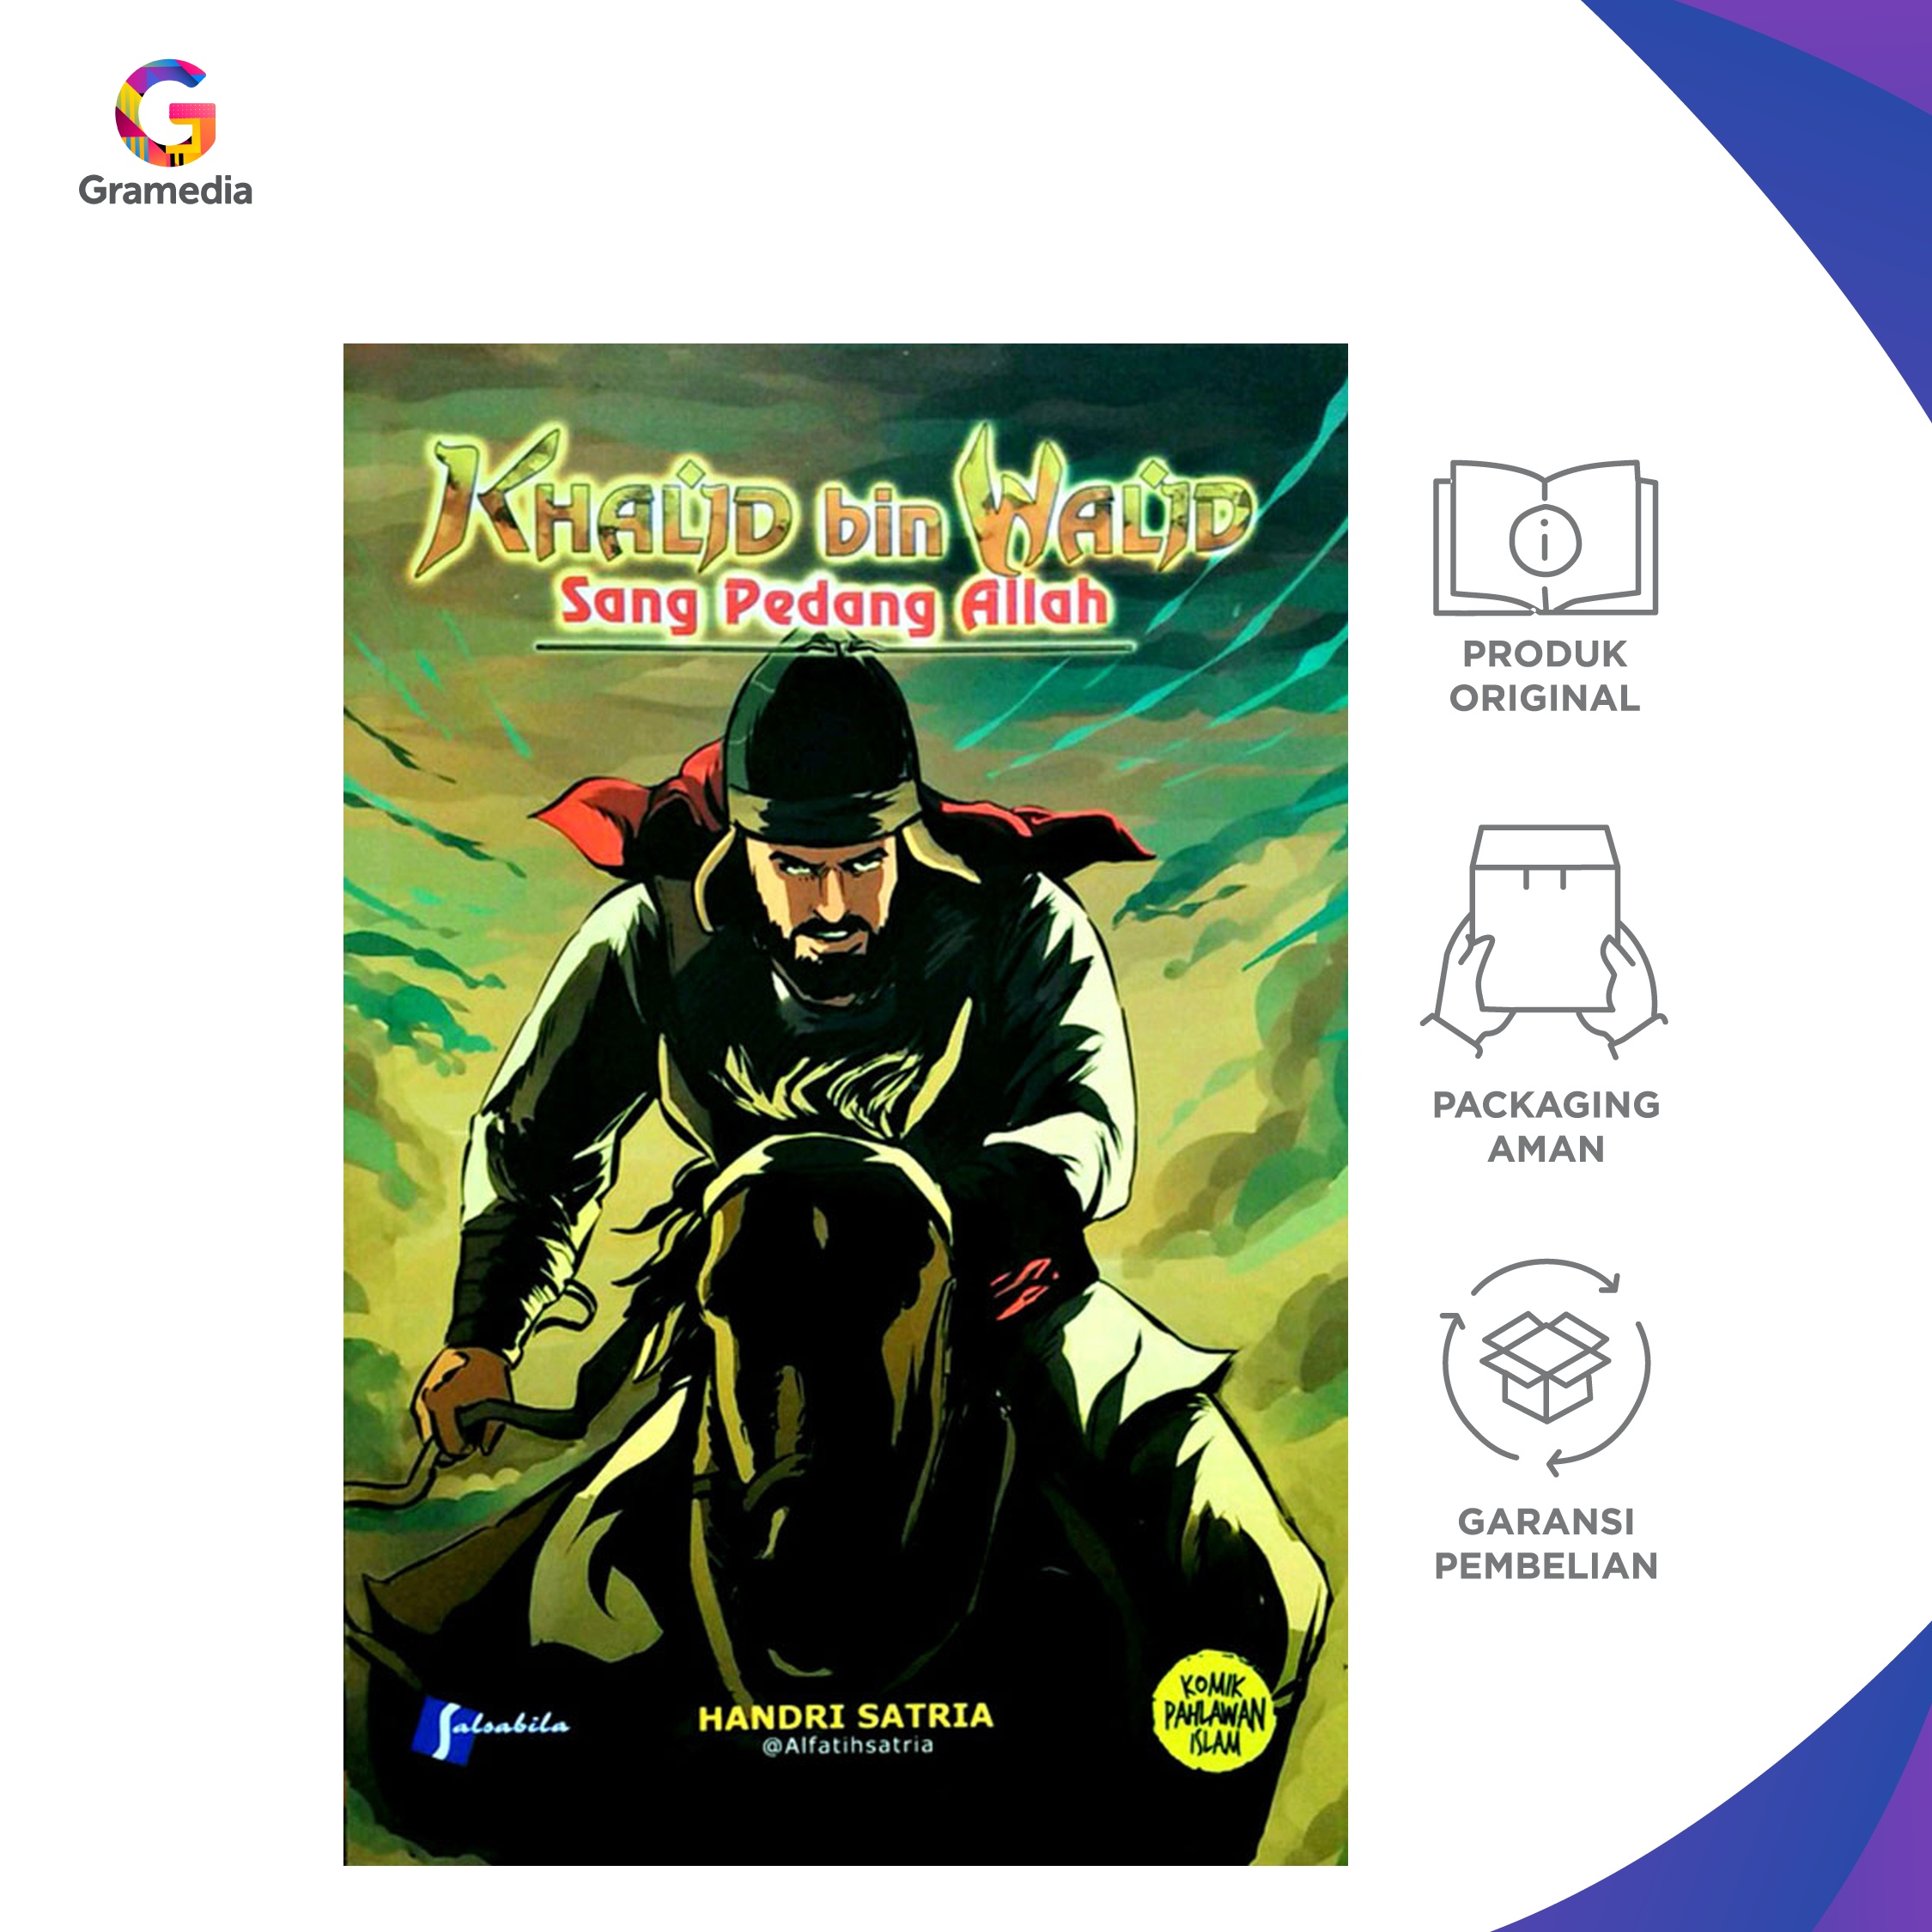 Gramedia
KHALID bin WALID
Sang Pedang Allah
PRODUK
ORIGINAL
PACKAGING
AMAN
GARANSI
PEMBELIAN
Salsabila
HANDRI SATRIA
@Alfatihsatria
KOMIK
PAHLAWAN
ISLAM